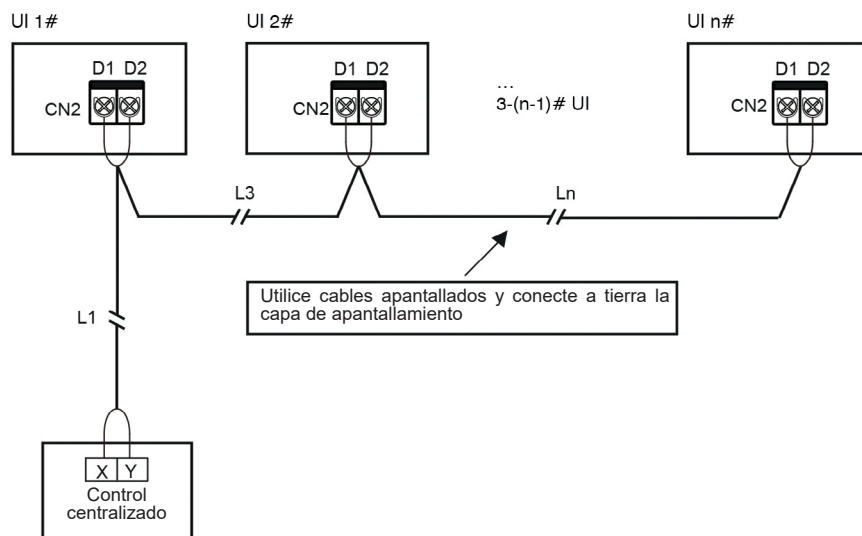 UI 1#
UI 2#
UI n#
D1 D2
CN2
D1 D2
CN2
...
3-(n-1)# UI
D1 D2
CN2
L3
Ln
Utilice cables apantallados y conecte a tierra la
capa de apantallamiento
L1
X Y
Control
centralizado